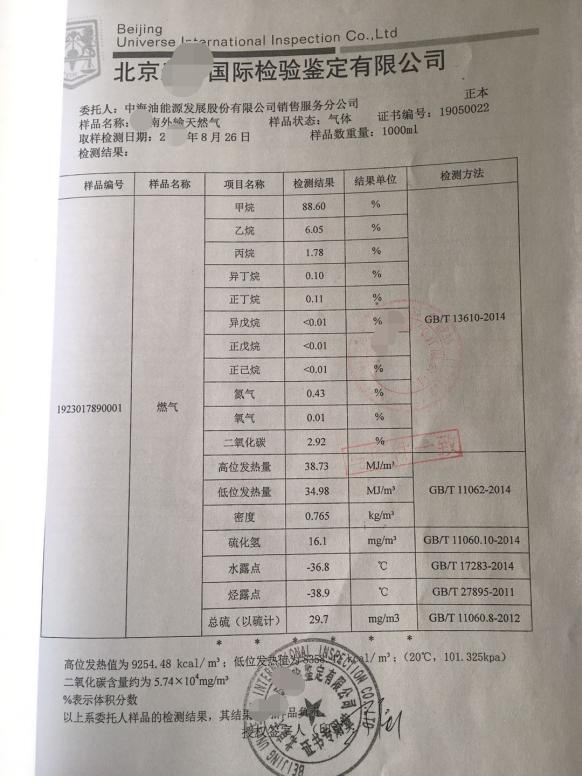 Beijing
Universe International Inspection Co.,Ltd
北京 国际检验鉴定有限公司
正本
委托人：中海油能源发展股份有限公司销售服务分公司
样品名称： 南外输天然气 样品状态：气体 证书编号：19050022
取样检测日期：2 年8月26日 样品数重量：1000ml
检测结果：
样品编号 样品名称 项目名称 检测结果 结果单位 检测方法
1923017890001 燃气
甲烷 88.60 % GB/T 13610-2014
乙烷 6.05 %
丙烷 1.78 %
异丁烷 0.10 %
正丁烷 0.11 %
异戊烷 <0.01 %
正戊烷 <0.01
正己烷 <0.01 %
氮气 0.43 %
氧气 0.01 %
二氧化碳 2.92 %
高位发热量 38.73 MJ/m³ GB/T 11062-2014
低位发热量 34.98 MJ/m³
密度 0.765 kg/m³
硫化氢 16.1 mg/m³ GB/T 11060.10-2014
水露点 -36.8 ℃ GB/T 17283-2014
烃露点 -38.9 ℃ GB/T 27895-2011
总硫（以硫计） 29.7 mg/m3 GB/T 11060.8-2012
* * * * * *
高位发热值为 9254.48 kcal/m³；低位发热值为 kcal/m³；（20℃，101.325kpa）
二氧化碳含量约为 5.74×10⁴mg/m³
%表示体积分数
以上系委托人样品的检测结果，其结果 样品
授权签字人（印